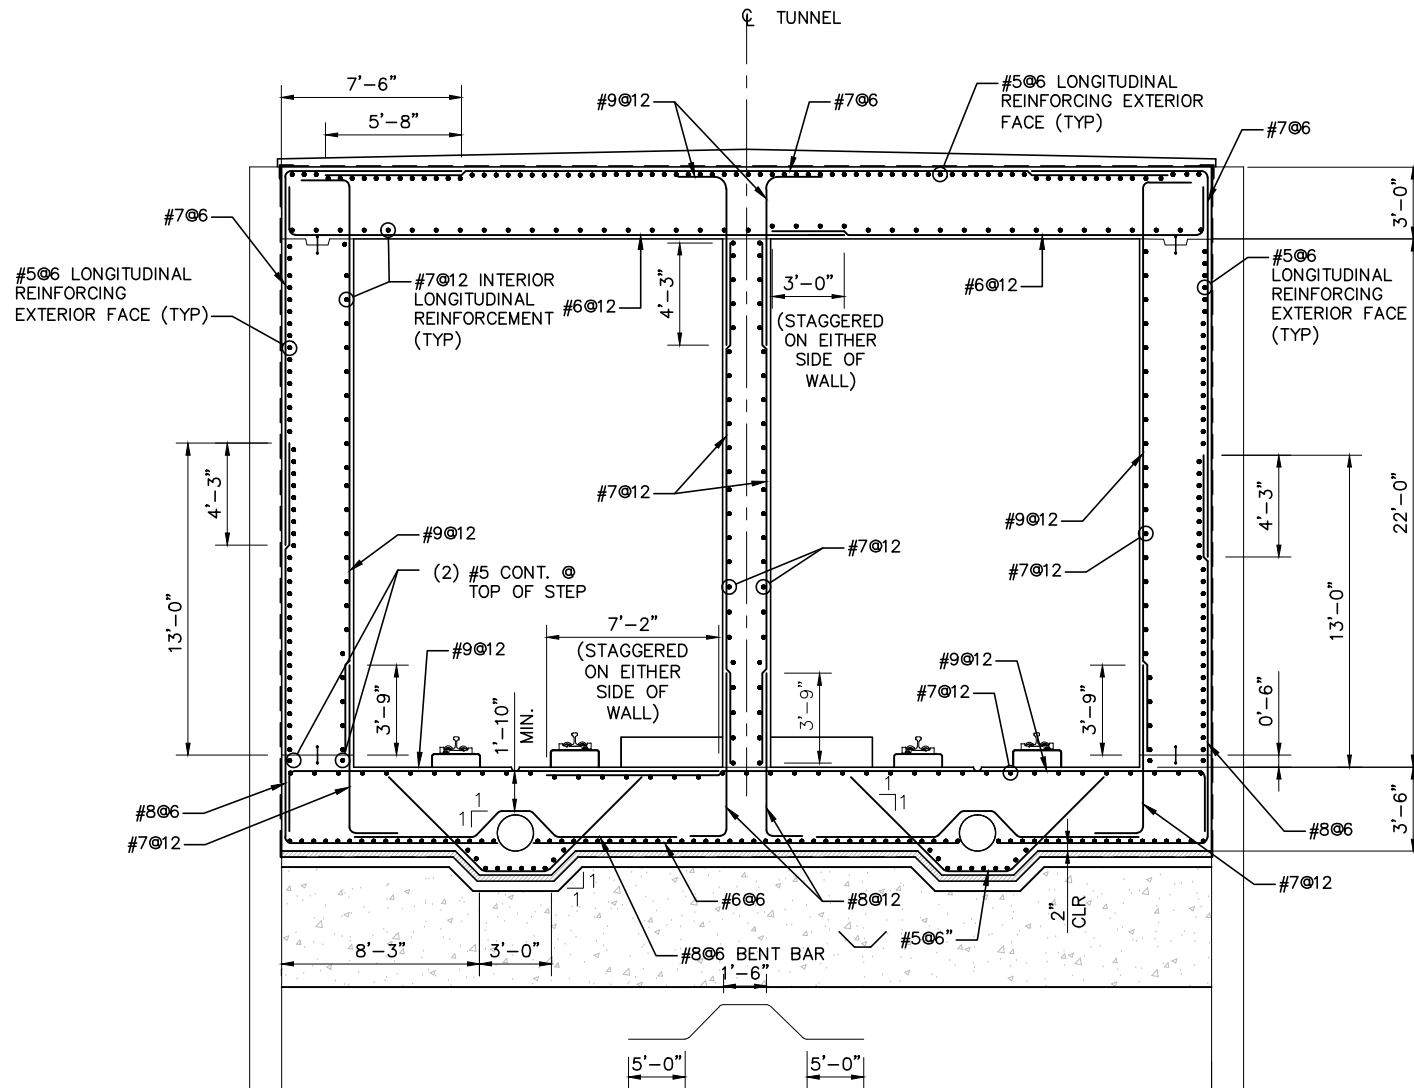 ℄ TUNNEL
7'-6"
5'-8"
#9@12
#7@6
#5@6 LONGITUDINAL
REINFORCING EXTERIOR
FACE (TYP)
#7@6
3'-0"
#7@6
#5@6 LONGITUDINAL
REINFORCING
EXTERIOR FACE (TYP)
#7@12 INTERIOR
LONGITUDINAL
REINFORCEMENT
(TYP)
#6@12
4'-3"
3'-0"
(STAGGERED
ON EITHER
SIDE OF
WALL)
#6@12
#5@6
LONGITUDINAL
REINFORCING
EXTERIOR FACE
(TYP)
4'-3"
13'-0"
#7@12
#9@12
#9@12
4'-3"
22'-0"
#7@12
#7@12
(2) #5 CONT. @
TOP OF STEP
13'-0"
7'-2"
(STAGGERED
ON EITHER
SIDE OF
WALL)
#9@12
#9@12
#7@12
3'-9"
1'-10"
MIN.
3'-9"
3'-9"
0'-6"
1
1
1
1
#8@6
#7@12
#8@6
3'-6"
1
1
#6@6
#8@12
#7@12
2"
CLR
#5@6"
8'-3"
3'-0"
#8@6 BENT BAR
1'-6"
5'-0"
5'-0"